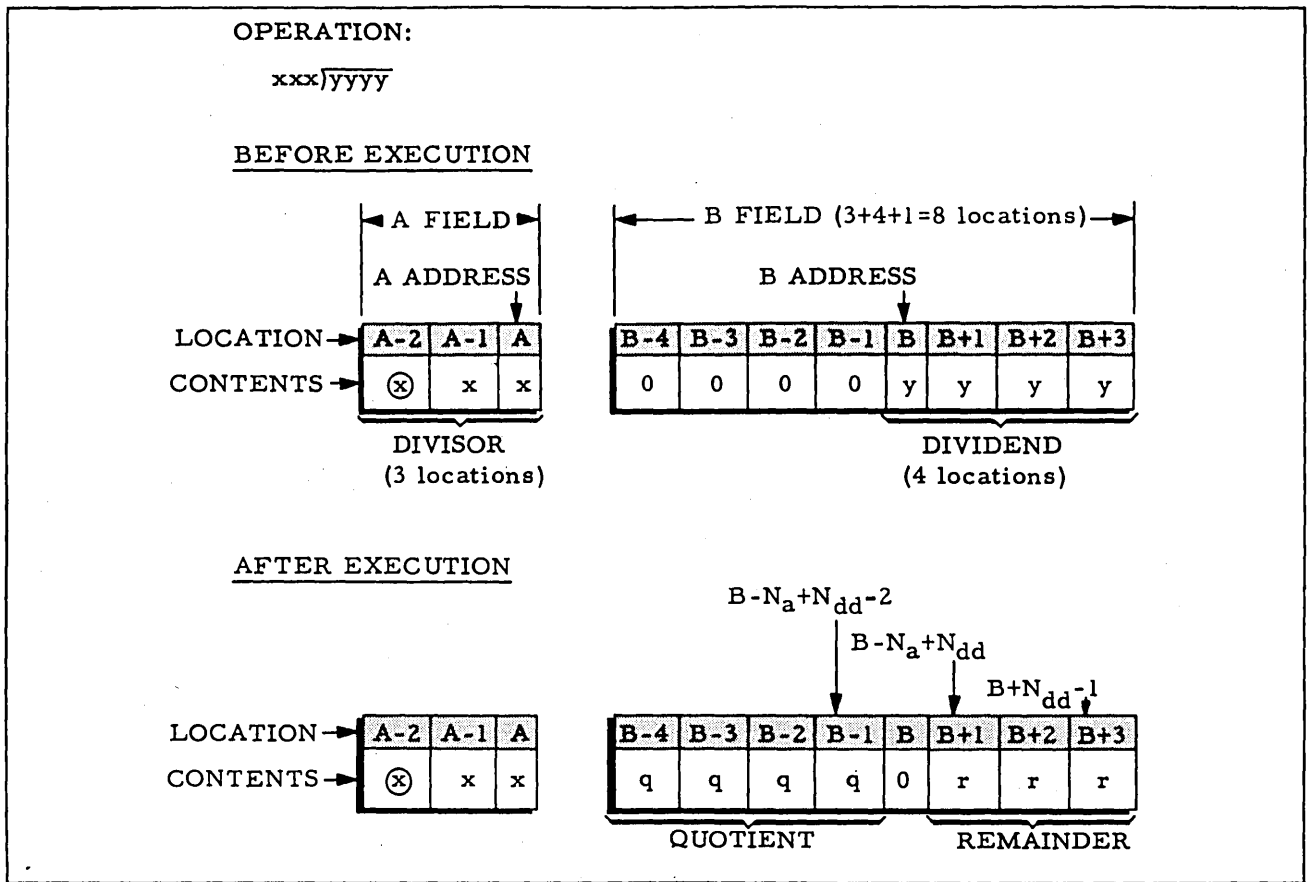 OPERATION:
xxx)yyyy
BEFORE EXECUTION
A FIELD
B FIELD (3+4+1=8 locations)
A ADDRESS
B ADDRESS
LOCATION A-2 A-1 A B-4 B-3 B-2 B-1 B B+1 B+2 B+3
CONTENTS ⓧ x x 0 0 0 0 y y y y
DIVISOR
(3 locations)
DIVIDEND
(4 locations)
AFTER EXECUTION
B-Na+Ndd-2
B-Na+Ndd
B+Ndd-1
LOCATION A-2 A-1 A B-4 B-3 B-2 B-1 B B+1 B+2 B+3
CONTENTS ⓧ x x q q q q 0 r r r
QUOTIENT REMAINDER